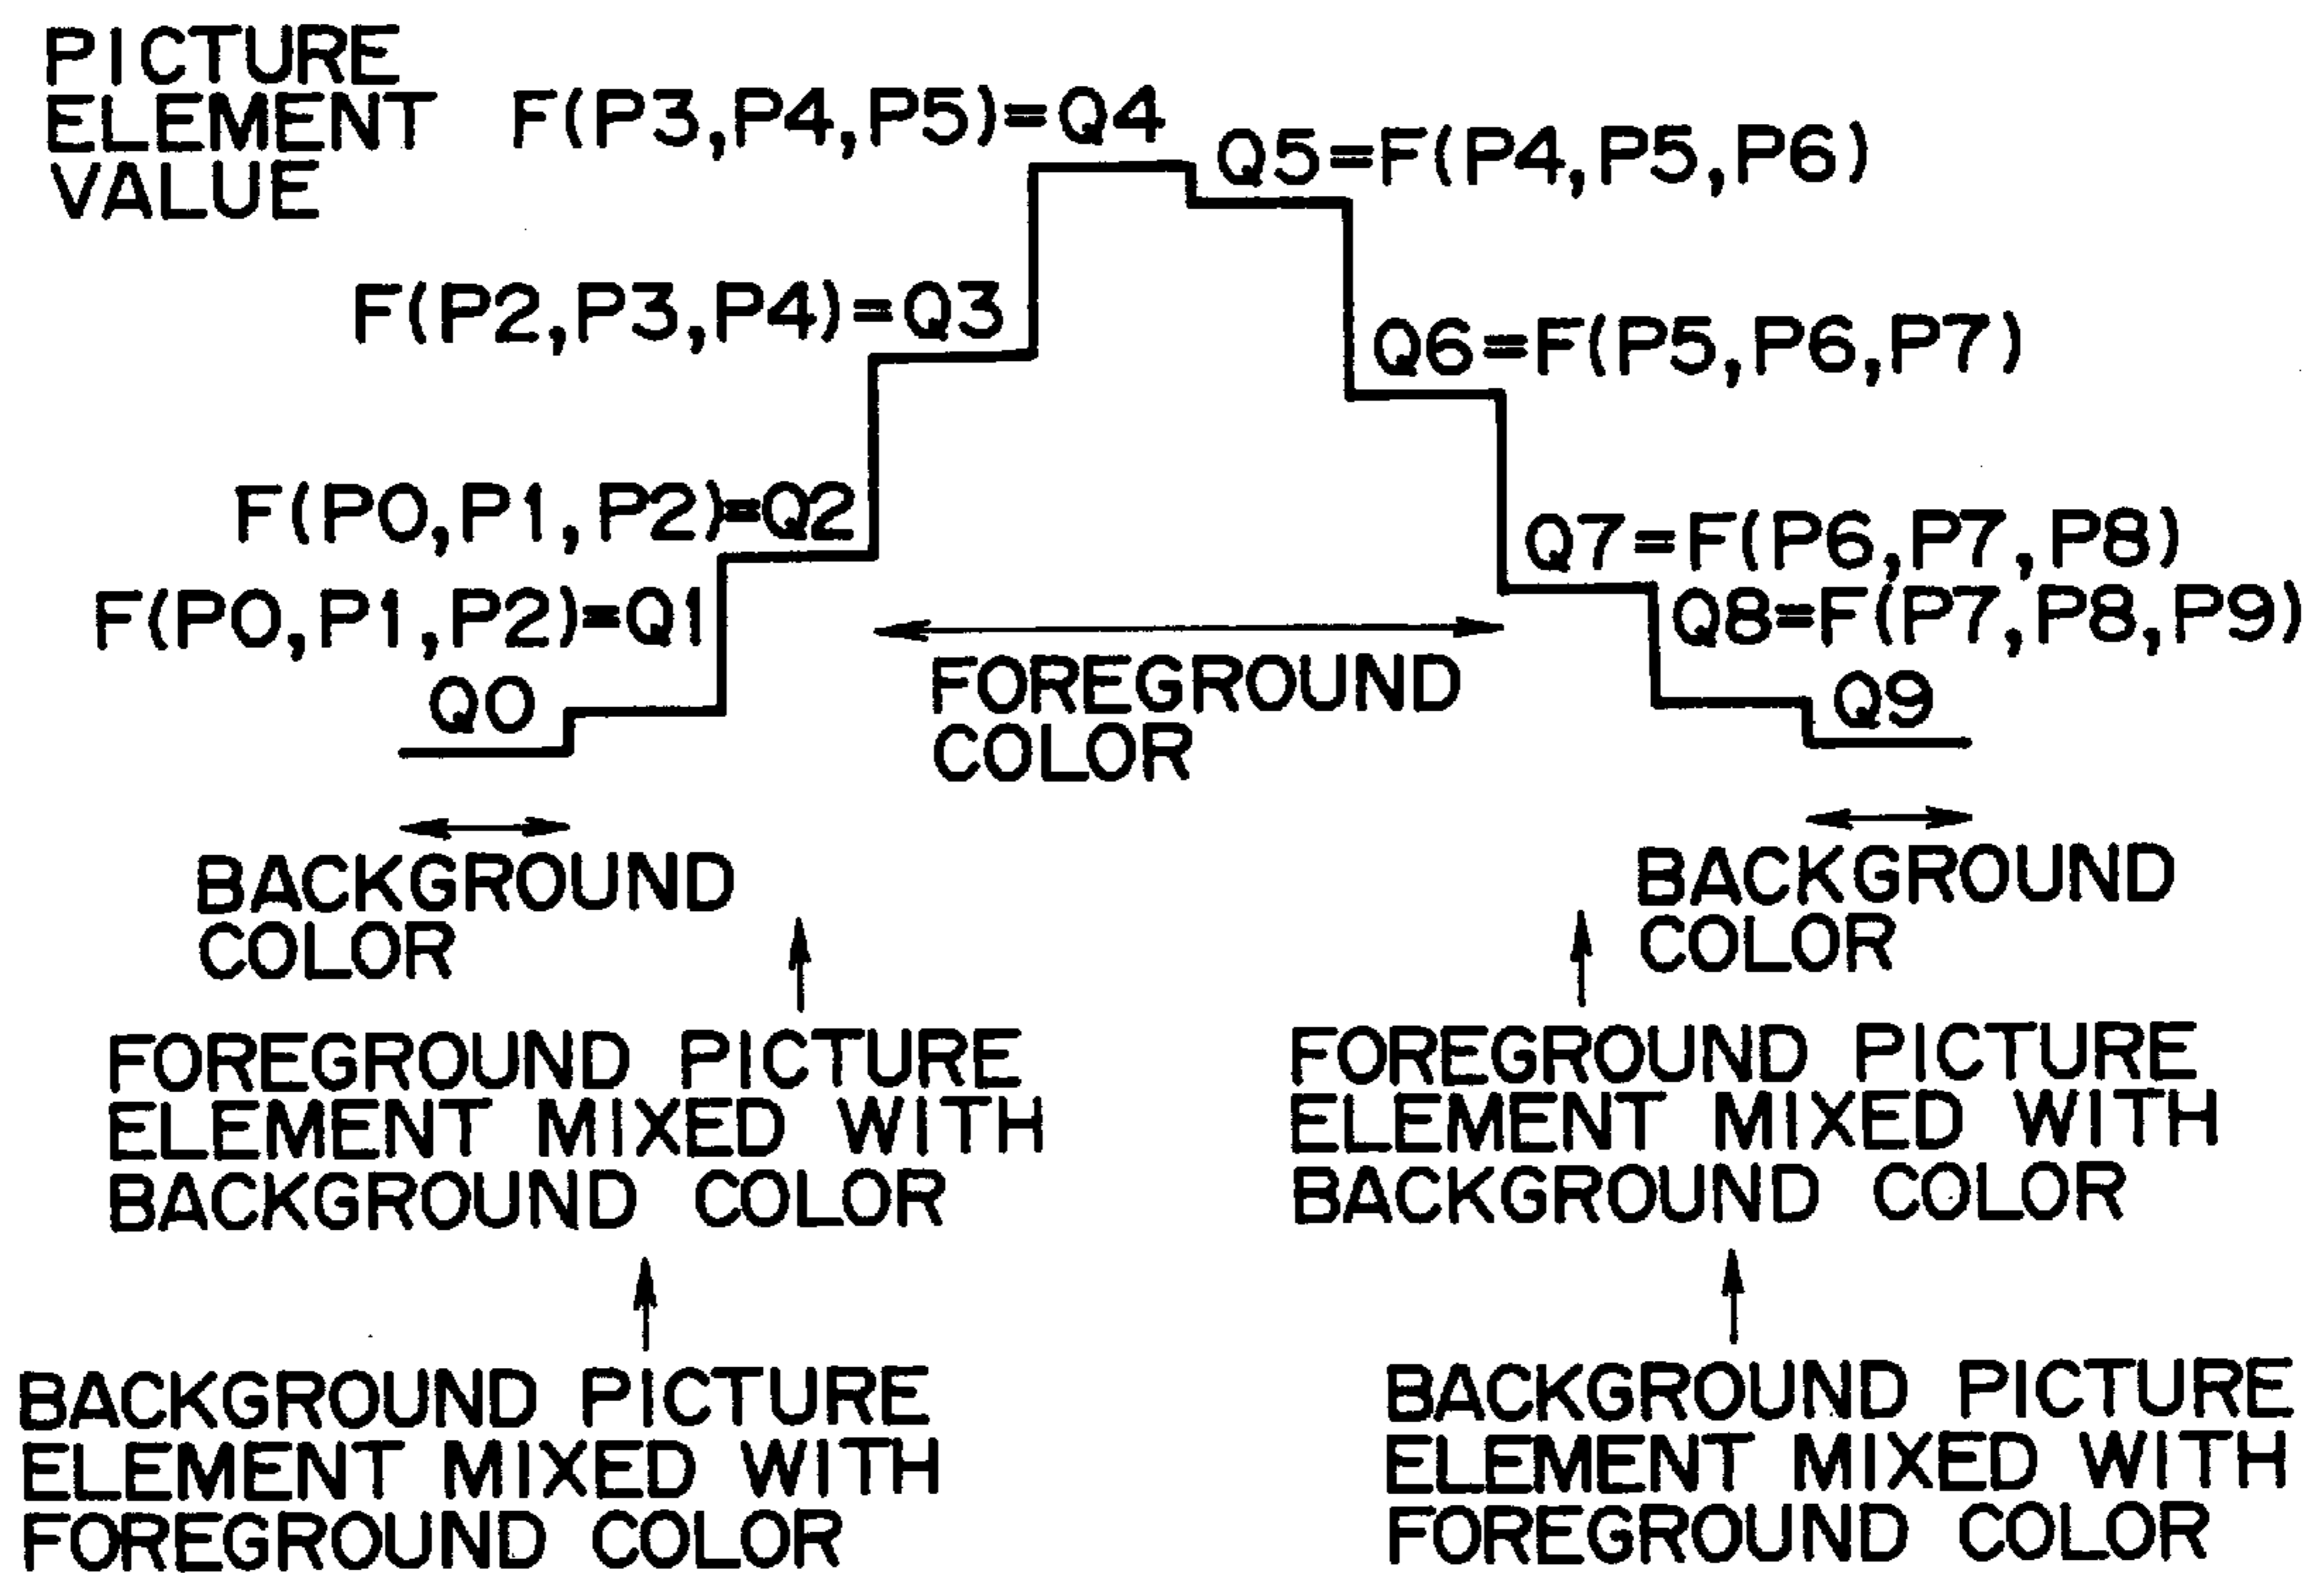 PICTURE
ELEMENT
VALUE
F(P3,P4,P5)=Q4
Q5=F(P4,P5,P6)
F(P2,P3,P4)=Q3
Q6=F(P5,P6,P7)
F(P0,P1,P2)=Q2
Q7=F(P6,P7,P8)
F(P0,P1,P2)=Q1
Q8=F(P7,P8,P9)
FOREGROUND
COLOR
Q0
Q9
BACKGROUND
COLOR
BACKGROUND
COLOR
FOREGROUND PICTURE
ELEMENT MIXED WITH
BACKGROUND COLOR
FOREGROUND PICTURE
ELEMENT MIXED WITH
BACKGROUND COLOR
BACKGROUND PICTURE
ELEMENT MIXED WITH
FOREGROUND COLOR
BACKGROUND PICTURE
ELEMENT MIXED WITH
FOREGROUND COLOR